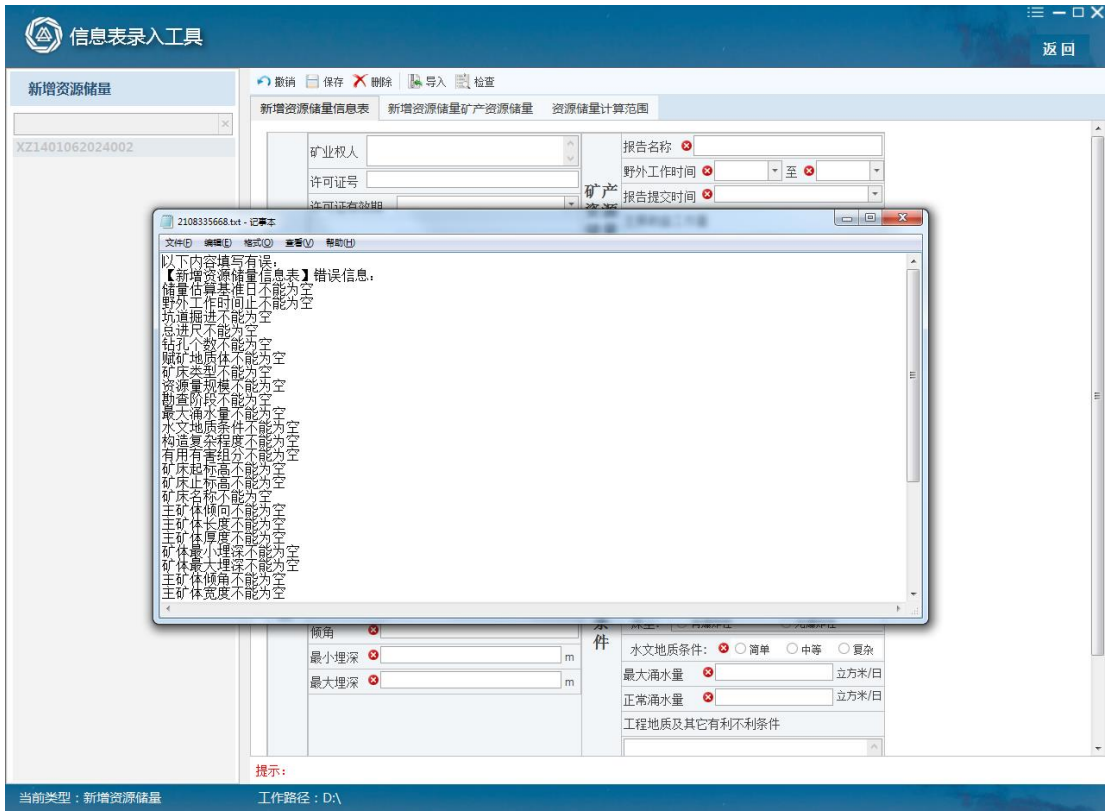 信息表录入工具
返回
新增资源储量
撤销 保存 删除 导入 检查
新增资源储量信息表 新增资源储量矿产资源储量 资源储量计算范围
XZ1401062024002
矿业权人
报告名称
野外工作时间 至
许可证号
矿产
报告提交时间
许可证有效期
2108335668.txt - 记事本
文件(F) 编辑(E) 格式(O) 查看(V) 帮助(H)
以下内容填写有误:
【新增资源储量信息表】错误信息:
储量估算基准日不能为空
野外工作时间止不能为空
坑道掘进不能为空
总进尺不能为空
钻孔个数不能为空
赋矿地质体不能为空
矿床类型不能为空
资源量规模不能为空
勘查阶段不能为空
最大涌水量不能为空
水文地质条件不能为空
构造复杂程度不能为空
有用有害组分不能为空
矿床起标高不能为空
矿床止标高不能为空
矿床名称不能为空
主矿体倾向不能为空
主矿体长度不能为空
主矿体厚度不能为空
矿体最小埋深不能为空
矿体最大埋深不能为空
主矿体倾角不能为空
主矿体宽度不能为空
倾角
件
水文地质条件: 简单 中等 复杂
最小埋深 m
最大涌水量 立方米/日
最大埋深 m
正常涌水量 立方米/日
工程地质及其它有利不利条件
提示:
当前类型:新增资源储量
工作路径:D:\